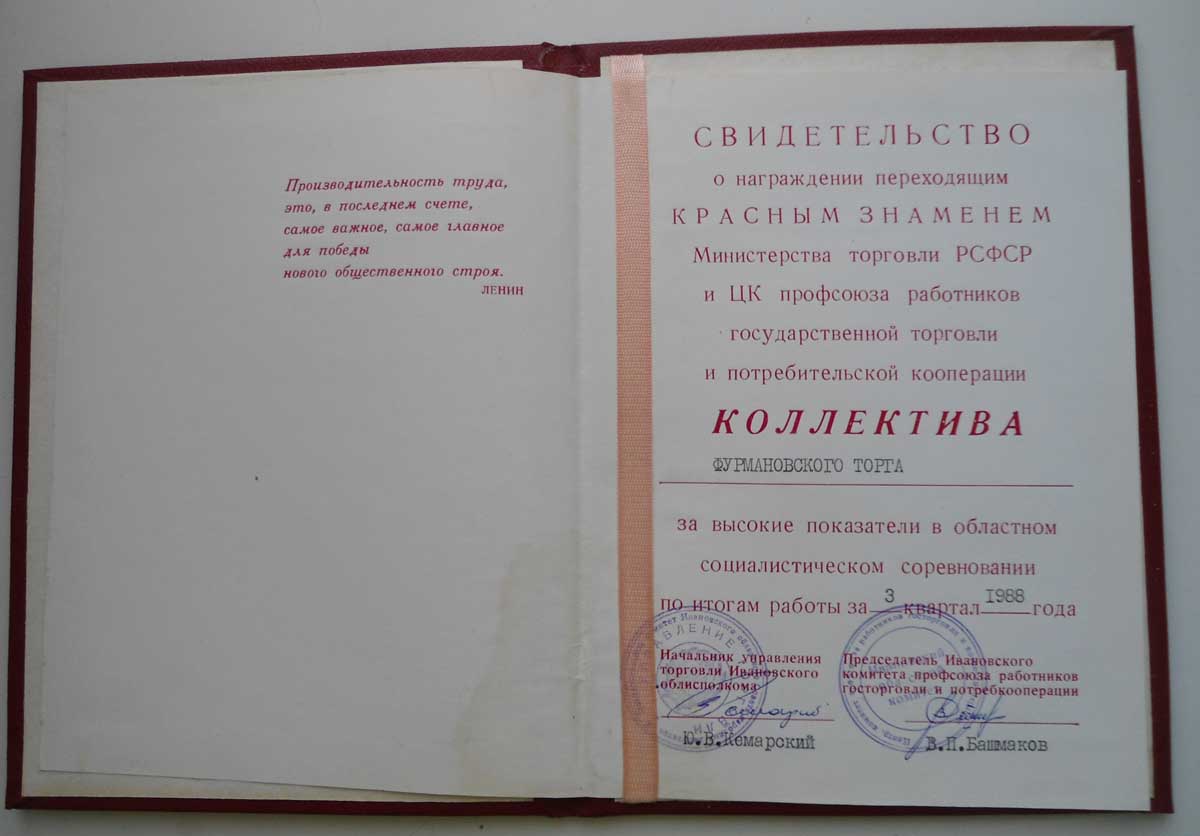 Производительность труда,
это, в последнем счете,
самое важное, самое главное
для победы
нового общественного строя.
ЛЕНИН
СВИДЕТЕЛЬСТВО
о награждении переходящим
КРАСНЫМ ЗНАМЕНЕМ
Министерства торговли РСФСР
и ЦК профсоюза работников
государственной торговли
и потребительской кооперации
КОЛЛЕКТИВА
ФУРМАНОВСКОГО ТОРГА
за высокие показатели в областном
социалистическом соревновании
по итогам работы за 3 квартал 1988 года
Начальник управления
торговли Ивановского
облисполкома
Ю.В.Кемарский
Председатель Ивановского
комитета профсоюза работников
госторговли и потребкооперации
В.П.Башмаков